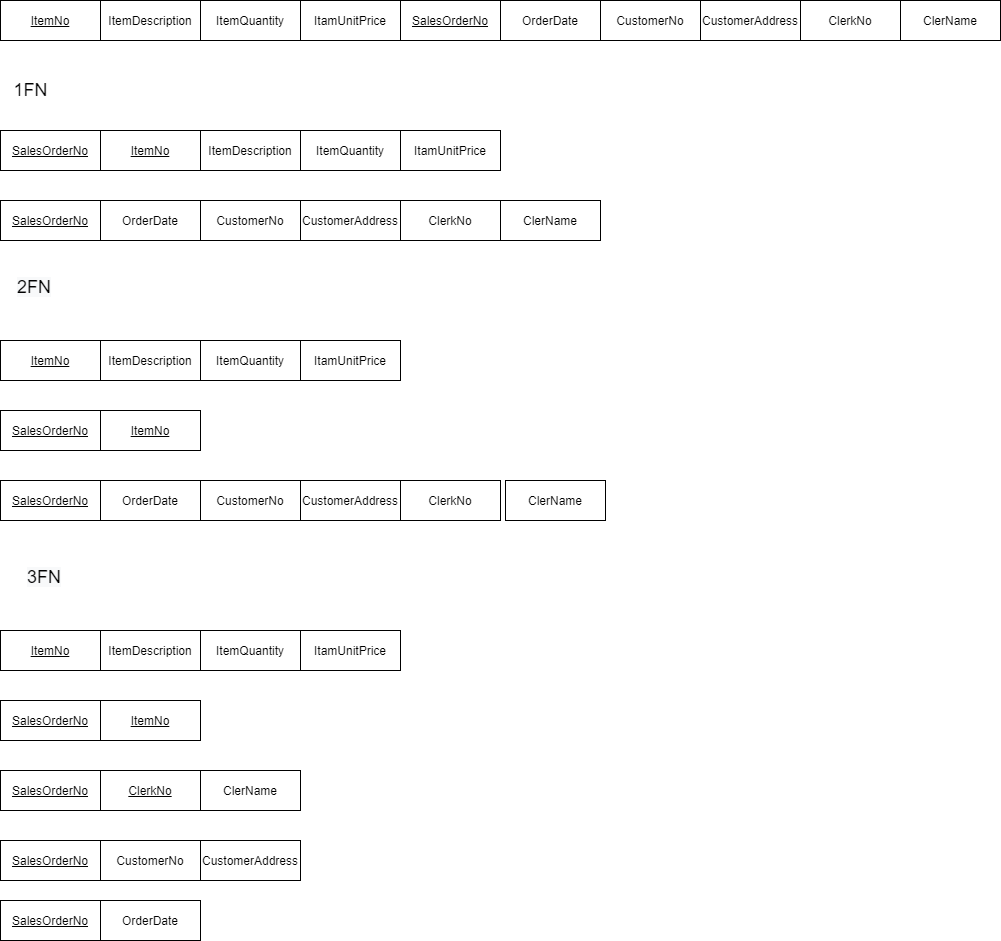 ItemNo ItemDescription ItemQuantity ItamUnitPrice SalesOrderNo OrderDate CustomerNo CustomerAddress ClerkNo ClerName
1FN
SalesOrderNo ItemNo ItemDescription ItemQuantity ItamUnitPrice
SalesOrderNo OrderDate CustomerNo CustomerAddress ClerkNo ClerName
2FN
ItemNo ItemDescription ItemQuantity ItamUnitPrice
SalesOrderNo ItemNo
SalesOrderNo OrderDate CustomerNo CustomerAddress ClerkNo ClerName
3FN
ItemNo ItemDescription ItemQuantity ItamUnitPrice
SalesOrderNo ItemNo
SalesOrderNo ClerkNo ClerName
SalesOrderNo CustomerNo CustomerAddress
SalesOrderNo OrderDate